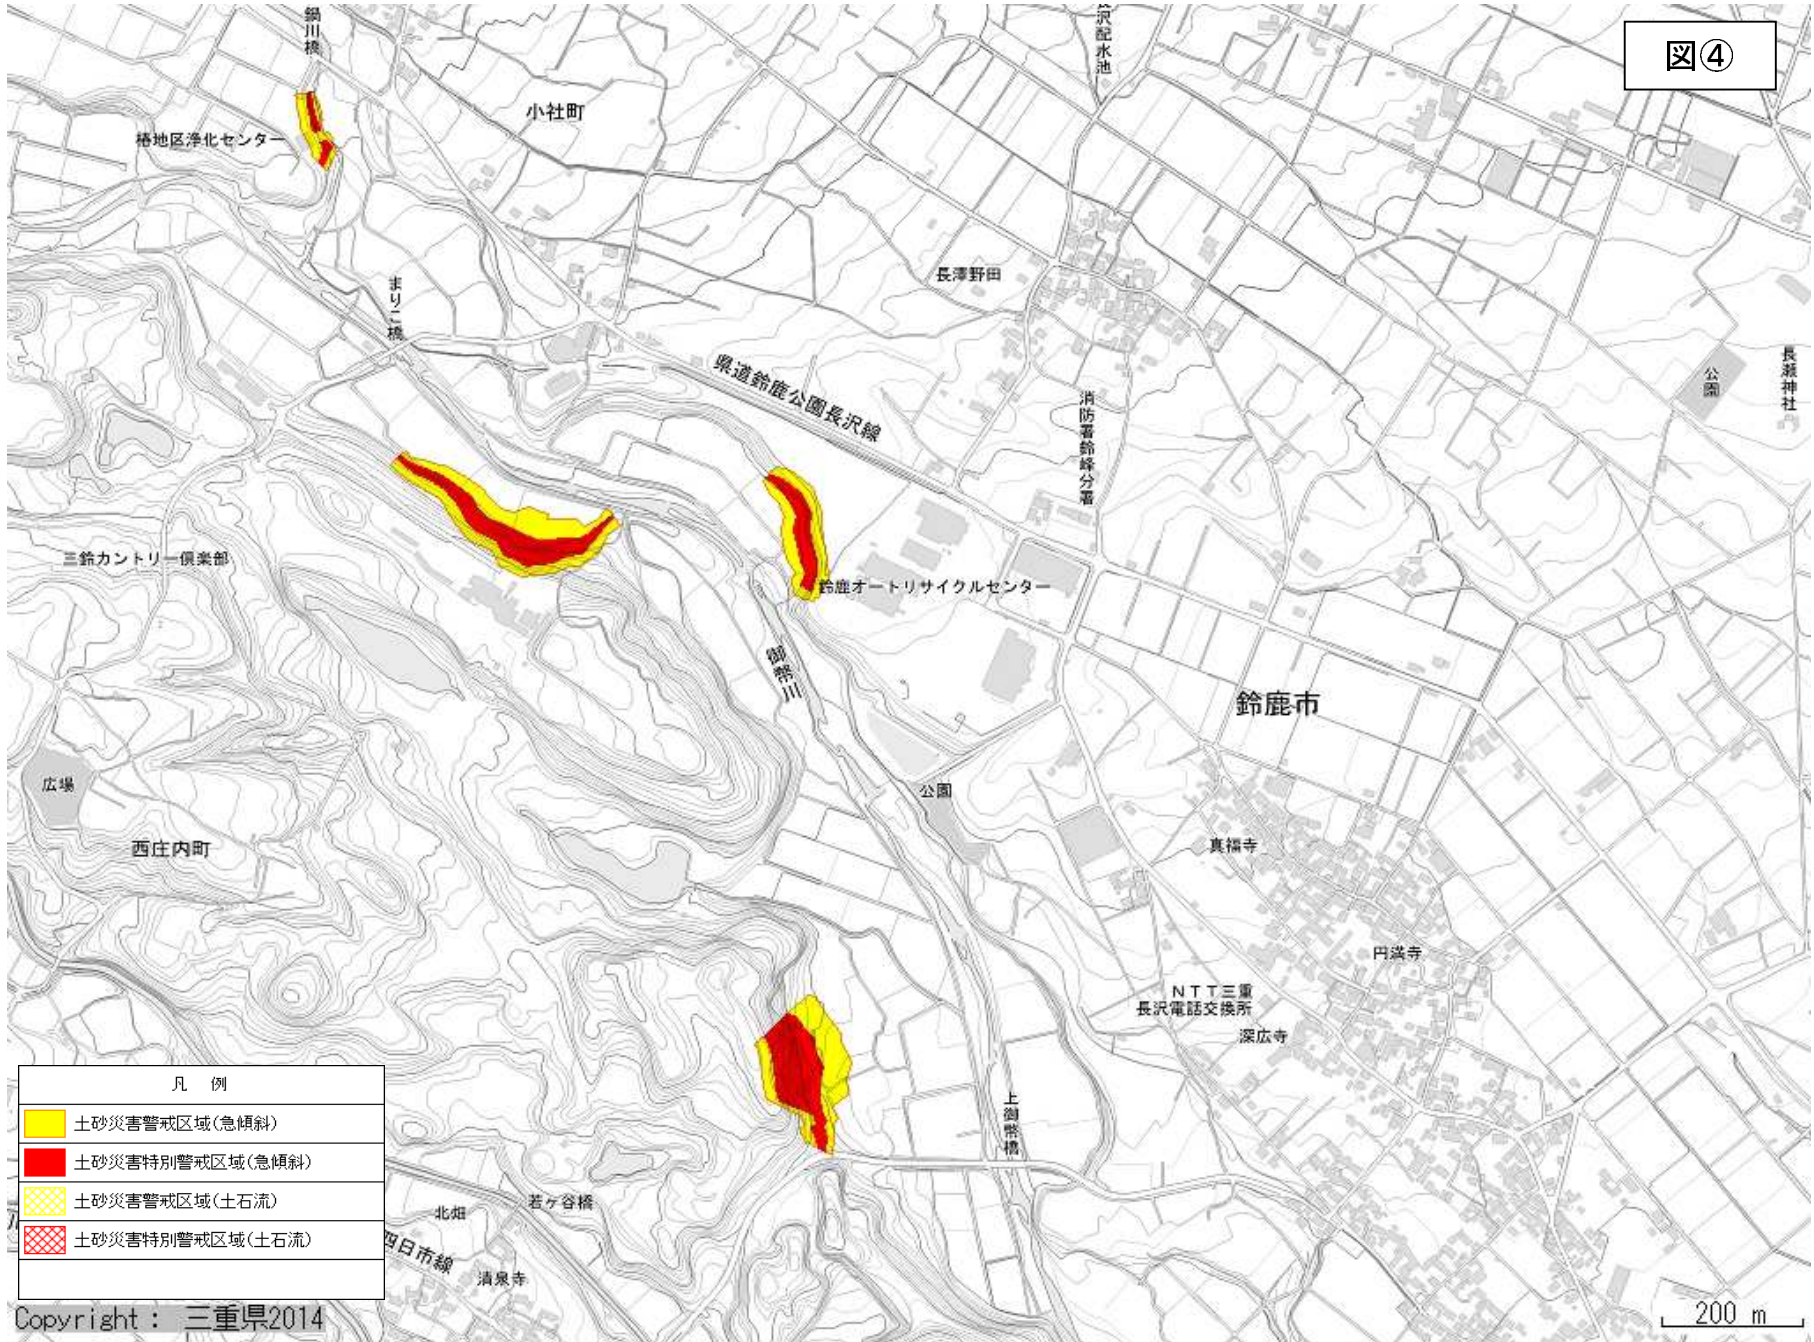 図④
鍋川橋
長沢配水池
小社町
椿地区浄化センター
長澤野田
まりこ橋
県道鈴鹿公園長沢線
公園
長瀬神社
消防署鈴峰分署
三鈴カントリー倶楽部
鈴鹿オートリサイクルセンター
御幣川
鈴鹿市
広場
公園
西庄内町
真福寺
円満寺
NTT三重
長沢電話交換所
深広寺
上御幣橋
凡 例
土砂災害警戒区域(急傾斜)
土砂災害特別警戒区域(急傾斜)
土砂災害警戒区域(土石流)
土砂災害特別警戒区域(土石流)
北畑
若ヶ谷橋
四日市線
清泉寺
Copyright : 三重県2014
200 m